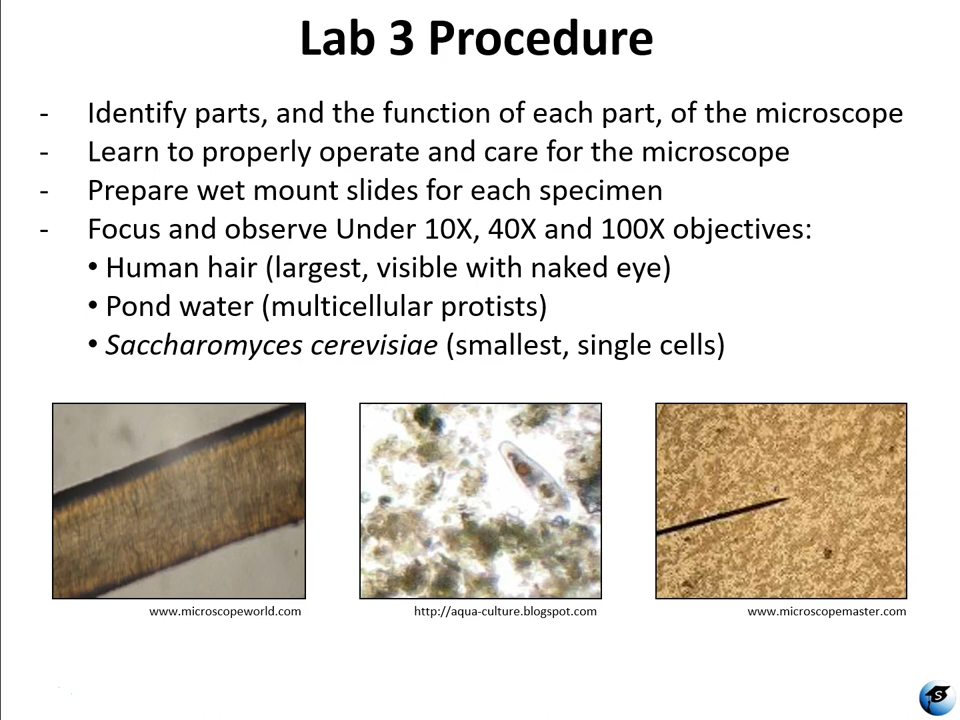 Lab 3 Procedure
- Identify parts, and the function of each part, of the microscope
- Learn to properly operate and care for the microscope
- Prepare wet mount slides for each specimen
- Focus and observe Under 10X, 40X and 100X objectives:
• Human hair (largest, visible with naked eye)
• Pond water (multicellular protists)
• Saccharomyces cerevisiae (smallest, single cells)
www.microscopeworld.com
http://aqua-culture.blogspot.com
www.microscopemaster.com
S